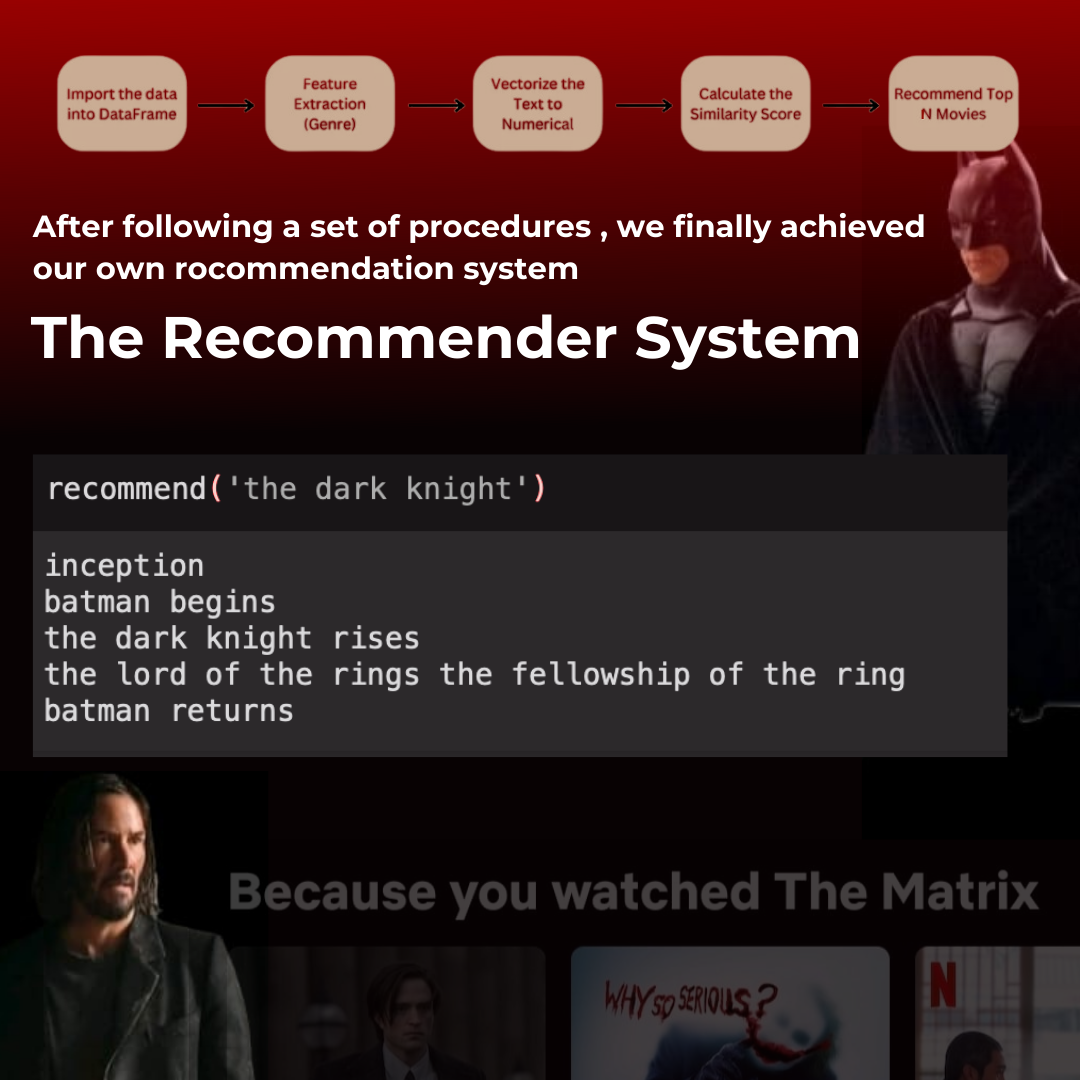 Import the data
into DataFrame
Feature
Extraction
(Genre)
Vectorize the
Text to
Numerical
Calculate the
Similarity Score
Recommend Top
N Movies
After following a set of procedures , we finally achieved
our own rocommendation system
The Recommender System
recommend('the dark knight')
inception
batman begins
the dark knight rises
the lord of the rings the fellowship of the ring
batman returns
Because you watched The Matrix
WHY SO SERIOUS?
N